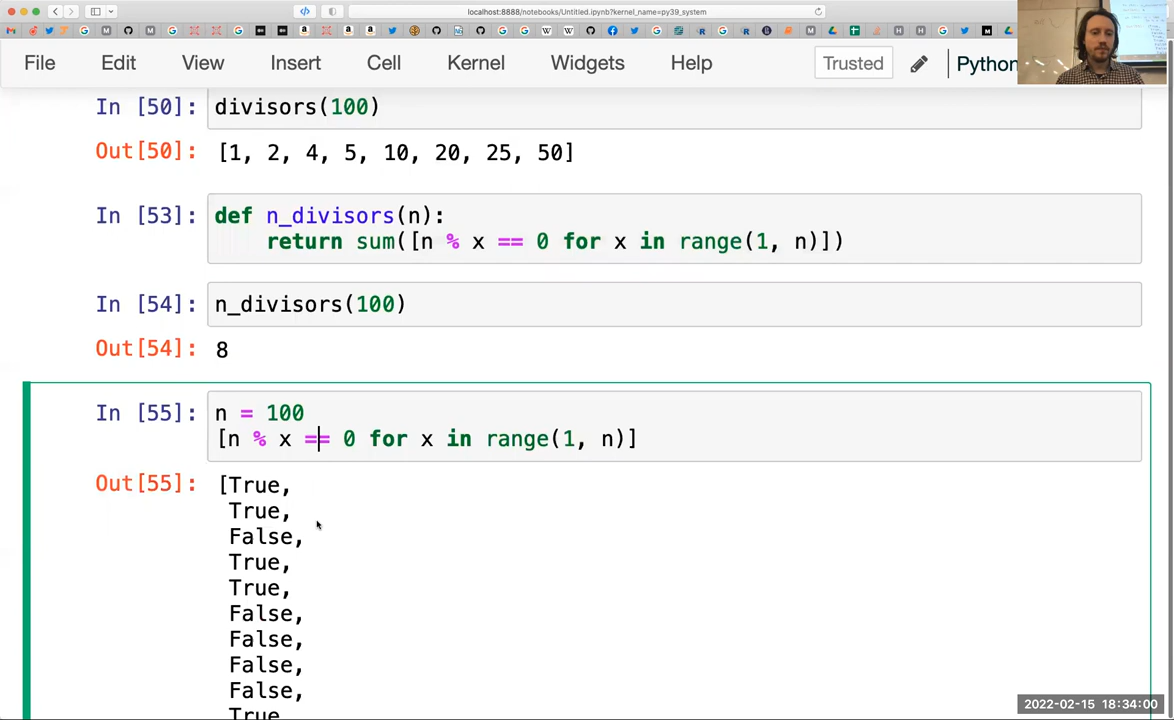 localhost:8888/notebooks/Untitled.ipynb?kernel_name=py39_system
File Edit View Insert Cell Kernel Widgets Help Trusted Python
In [50]: divisors(100)
Out[50]: [1, 2, 4, 5, 10, 20, 25, 50]
In [53]: def n_divisors(n):
return sum([n % x == 0 for x in range(1, n)])
In [54]: n_divisors(100)
Out[54]: 8
In [55]: n = 100
[n % x == 0 for x in range(1, n)]
Out[55]: [True,
True,
False,
True,
True,
False,
False,
False,
False,
True
2022-02-15 18:34:00